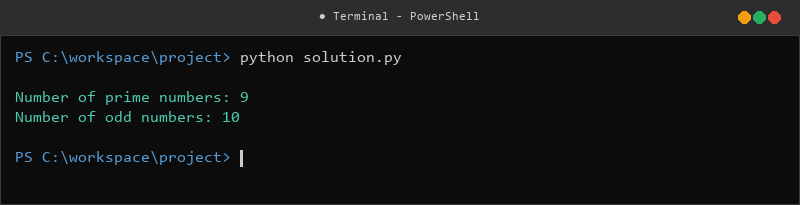 ● Terminal - PowerShell
PS C:\workspace\project> python solution.py
Number of prime numbers: 9
Number of odd numbers: 10
PS C:\workspace\project>